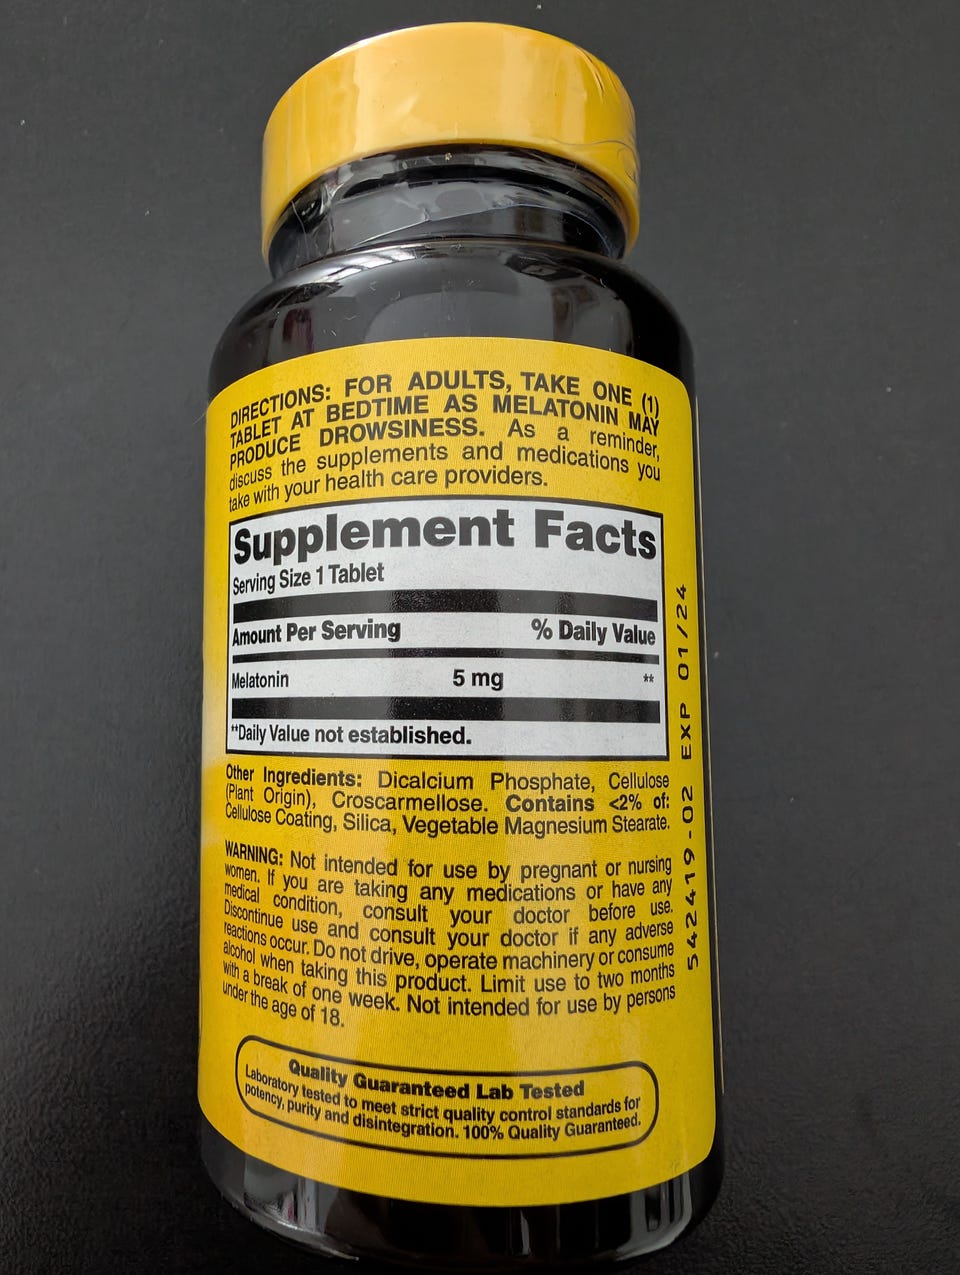 DIRECTIONS: FOR ADULTS, TAKE ONE (1)
TABLET AT BEDTIME AS MELATONIN MAY
PRODUCE DROWSINESS. As a reminder,
discuss the supplements and medications you
take with your health care providers.
Supplement Facts
Serving Size 1 Tablet
Amount Per Serving % Daily Value
Melatonin 5 mg **
**Daily Value not established.
Other Ingredients: Dicalcium Phosphate, Cellulose
(Plant Origin), Croscarmellose. Contains <2% of:
Cellulose Coating, Silica, Vegetable Magnesium Stearate.
WARNING: Not intended for use by pregnant or nursing
women. If you are taking any medications or have any
medical condition, consult your doctor before use.
Discontinue use and consult your doctor if any adverse
reactions occur. Do not drive, operate machinery or consume
alcohol when taking this product. Limit use to two months
with a break of one week. Not intended for use by persons
under the age of 18.
Quality Guaranteed Lab Tested
Laboratory tested to meet strict quality control standards for
potency, purity and disintegration. 100% Quality Guaranteed.
542419-02 EXP 01/24